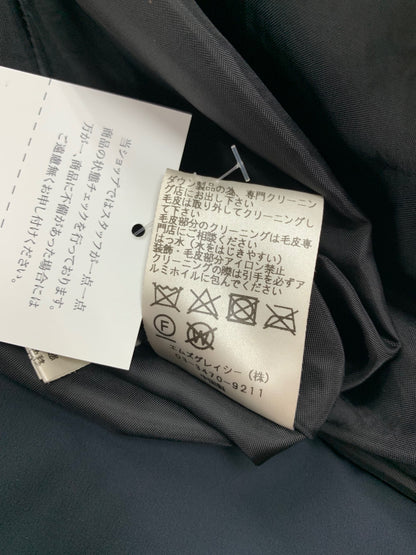 当ショップではスタッフが一点一点
商品の状態チェックを行っております。
万が一、商品に不備があった場合には
ご遠慮無くお申し付けください。
ダウン製品の為、専門クリーニン
グ店にお出し下さい
毛皮は取り外してクリーニングし
て下さい
毛皮部分のクリーニングは毛皮専
門店にご相談ください
はっ水（水をはじきやすい）
装飾・毛皮部分アイロン禁止
クリーニングの際は引手を必ずア
ルミホイルに包んでください
F
W
エムズグレイシー（株）
03-5470-9211